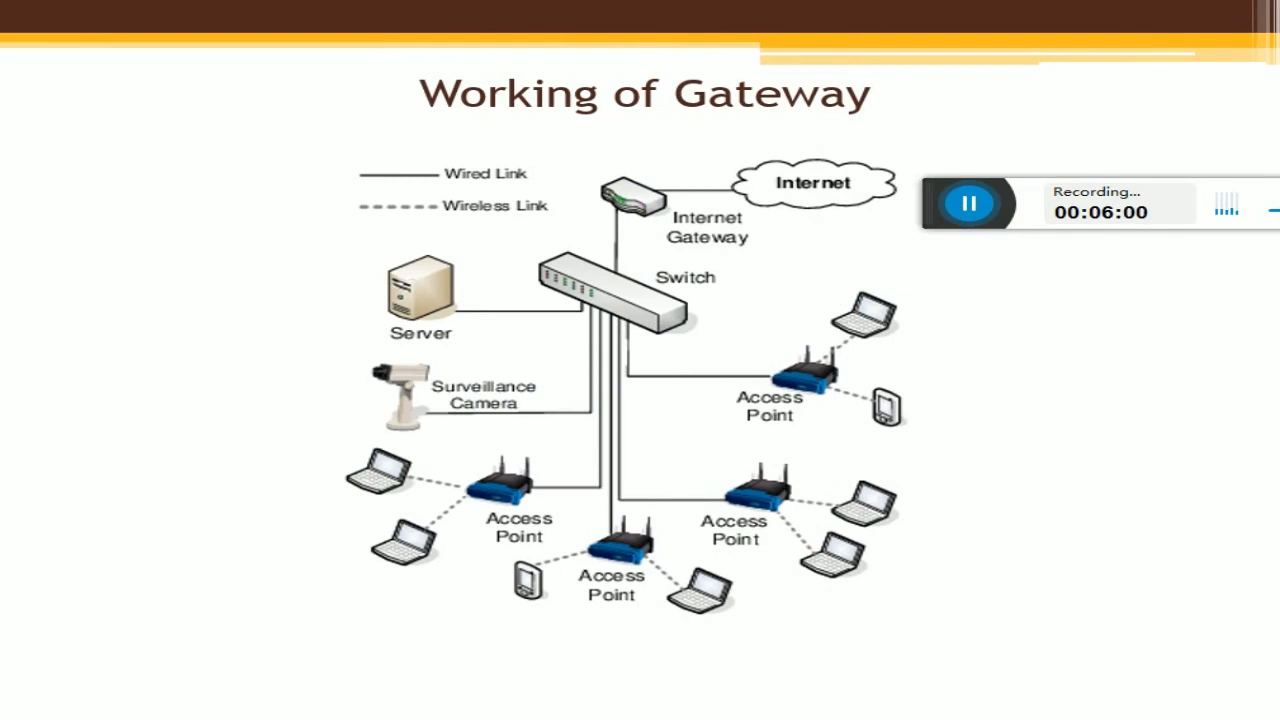 Working of Gateway
Wired Link
Wireless Link
Internet
Internet
Gateway
Recording...
00:06:00
Switch
Server
Surveillance
Camera
Access
Point
Access
Point
Access
Point
Access
Point